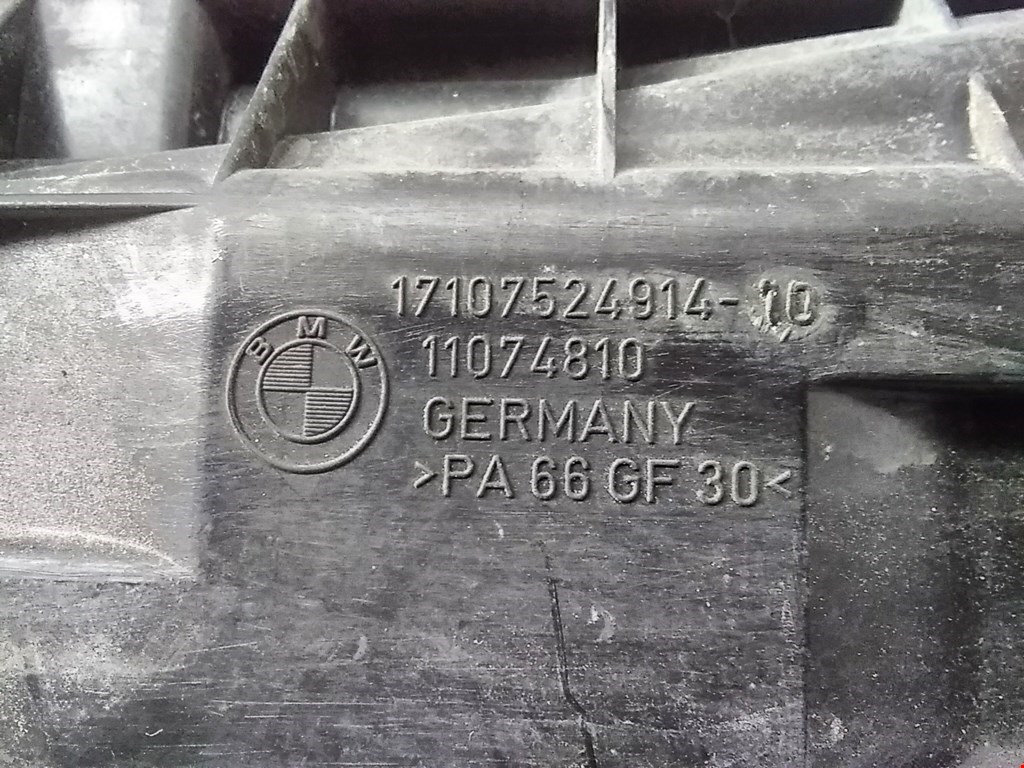 17107524914-10
BMW
11074810
GERMANY
>PA 66 GF 30<